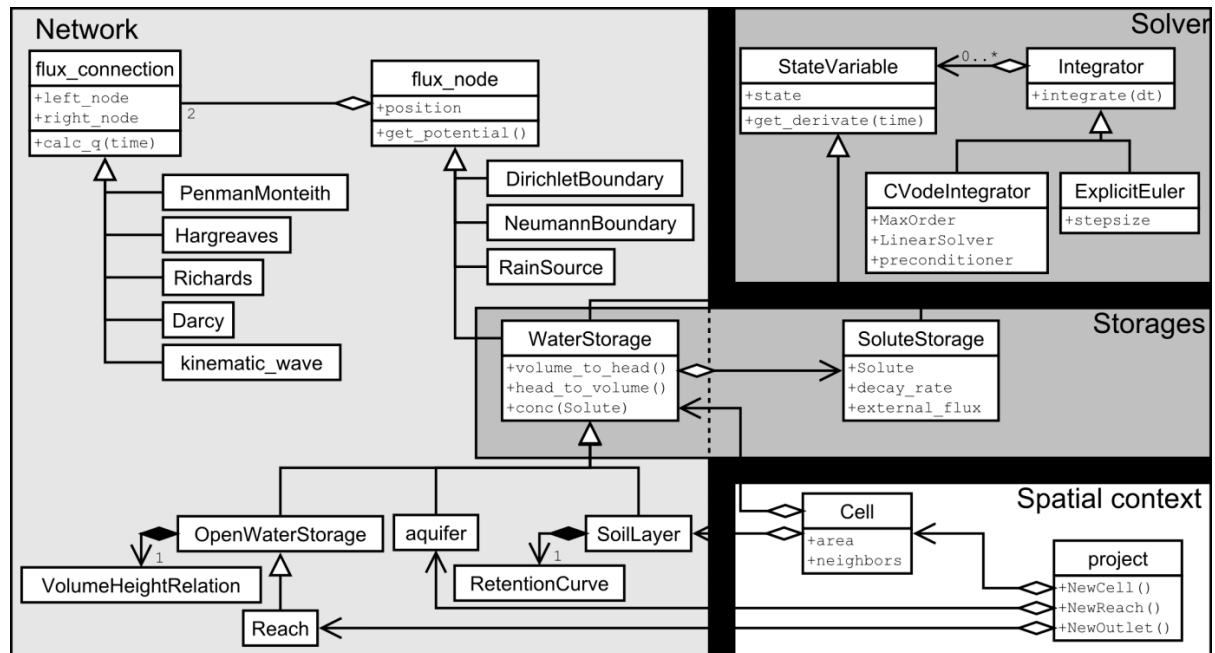 Network
flux_connection
+left_node
+right_node
+calc_q(time)
2
flux_node
+position
+get_potential()
PenmanMonteith
Hargreaves
Richards
Darcy
kinematic_wave
DirichletBoundary
NeumannBoundary
RainSource
Solver
StateVariable
+state
+get_derivate(time)
0..*
Integrator
+integrate(dt)
CVodeIntegrator
+MaxOrder
+LinearSolver
+preconditioner
ExplicitEuler
+stepsize
Storages
WaterStorage
+volume_to_head()
+head_to_volume()
+conc(Solute)
SoluteStorage
+Solute
+decay_rate
+external_flux
OpenWaterStorage
1
VolumeHeightRelation
Reach
aquifer
SoilLayer
1
RetentionCurve
Spatial context
Cell
+area
+neighbors
project
+NewCell()
+NewReach()
+NewOutlet()